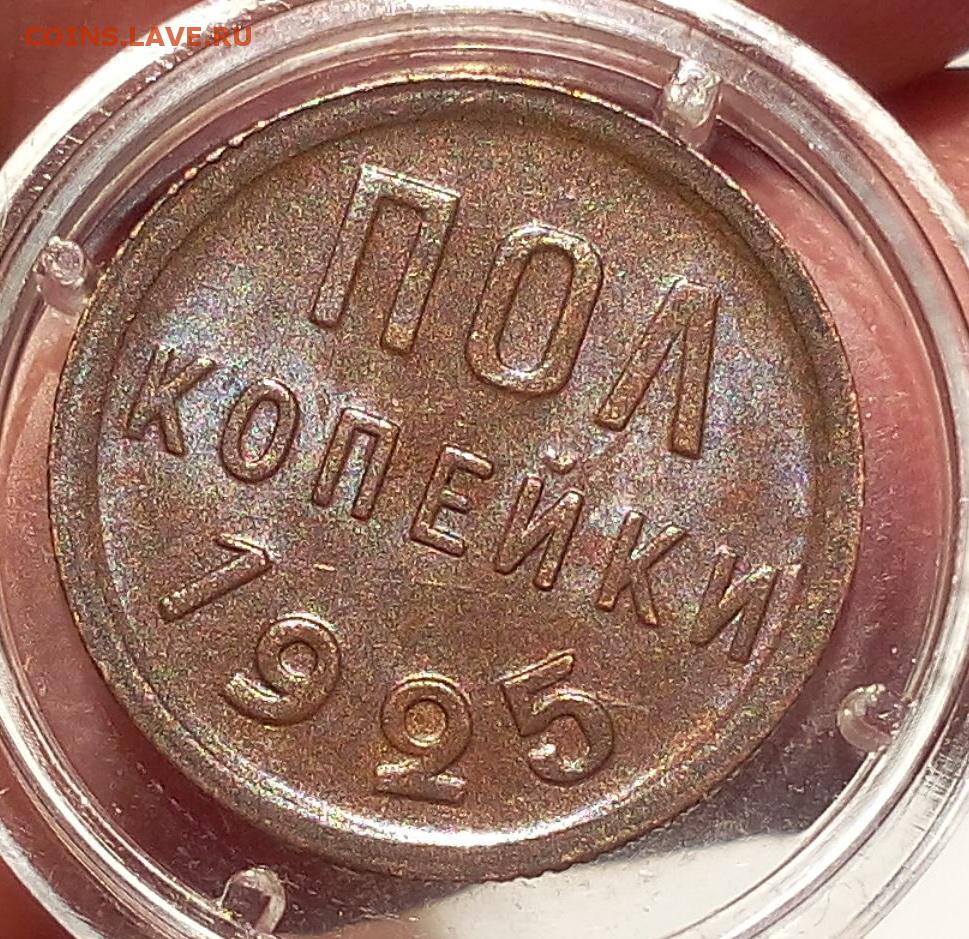 COINS.LAVE.RU
ПОЛ
КОПЕЙКИ
1925